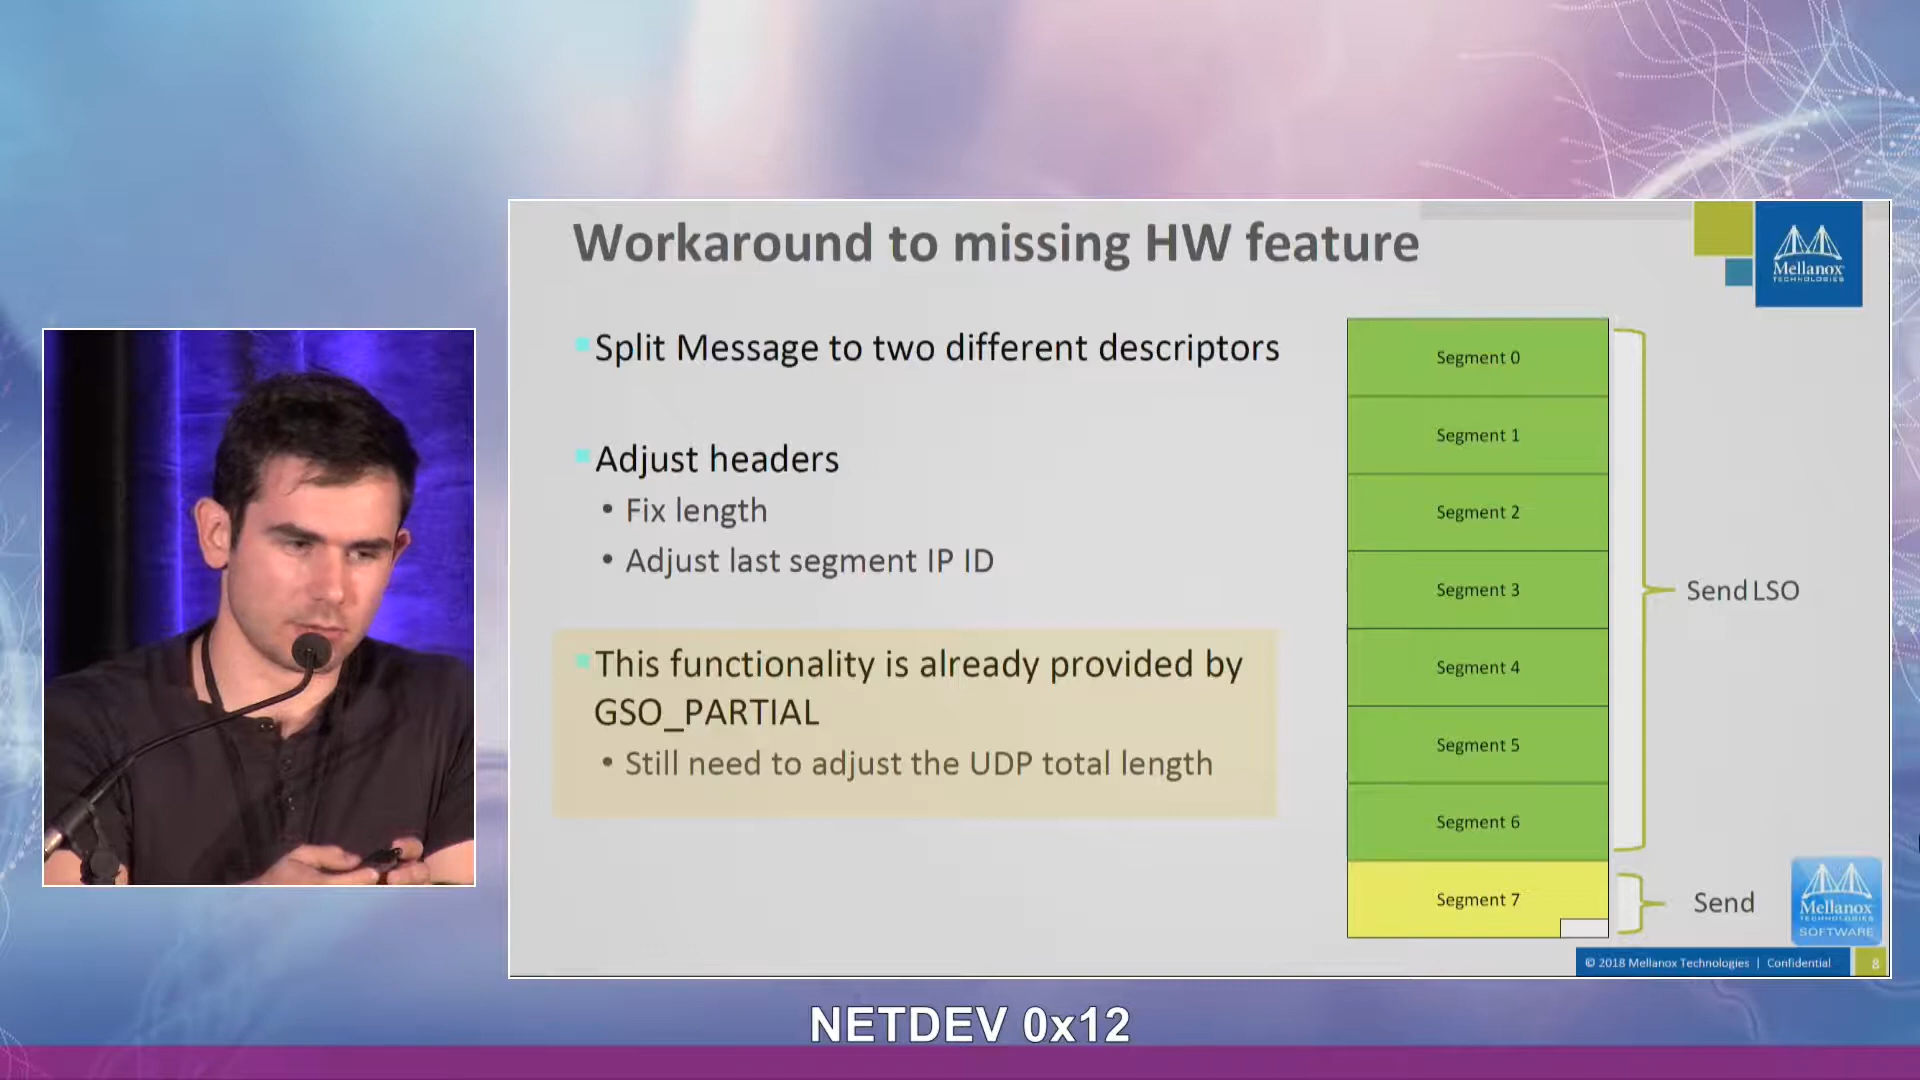 Workaround to missing HW feature
Mellanox
TECHNOLOGIES
Split Message to two different descriptors
Adjust headers
• Fix length
• Adjust last segment IP ID
This functionality is already provided by
GSO_PARTIAL
• Still need to adjust the UDP total length
Segment 0
Segment 1
Segment 2
Segment 3
Segment 4
Segment 5
Segment 6
Segment 7
Send LSO
Send
Mellanox
TECHNOLOGIES
SOFTWARE
© 2018 Mellanox Technologies | Confidential
8
NETDEV 0x12